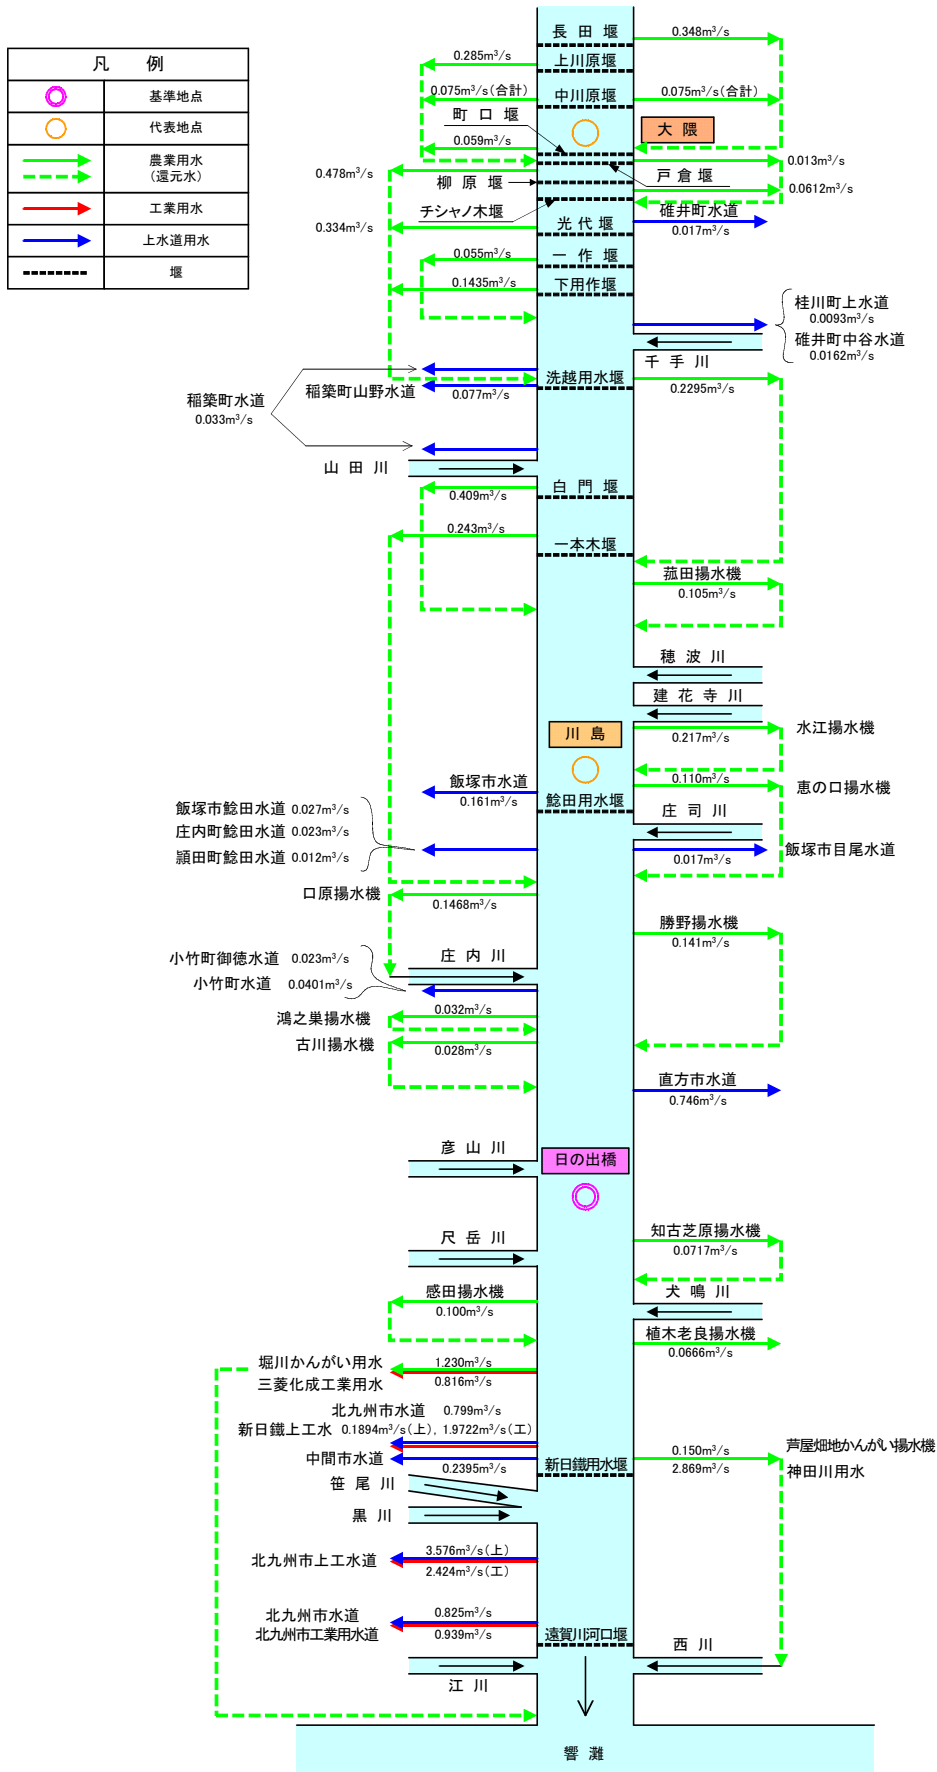 凡　例
基準地点
代表地点
農業用水
(還元水)
工業用水
上水道用水
堰
長田堰
0.348m³/s
0.285m³/s
上川原堰
0.075m³/s(合計)
中川原堰
0.075m³/s(合計)
町口堰
大隈
0.059m³/s
0.013m³/s
0.478m³/s
柳原堰
戸倉堰
0.0612m³/s
チシャノ木堰
碓井町水道
0.334m³/s
光代堰
0.017m³/s
0.055m³/s
一作堰
0.1435m³/s
下用作堰
桂川町上水道
0.0093m³/s
碓井町中谷水道
0.0162m³/s
千手川
洗越用水堰
稲築町山野水道
0.077m³/s
0.2295m³/s
稲築町水道
0.033m³/s
山田川
白門堰
0.409m³/s
0.243m³/s
一本木堰
菰田揚水機
0.105m³/s
穂波川
建花寺川
川島
0.217m³/s
水江揚水機
飯塚市水道
0.161m³/s
0.110m³/s
恵の口揚水機
鯰田用水堰
飯塚市鯰田水道 0.027m³/s
庄内町鯰田水道 0.023m³/s
頴田町鯰田水道 0.012m³/s
庄司川
0.017m³/s
飯塚市目尾水道
口原揚水機
0.1468m³/s
勝野揚水機
0.141m³/s
庄内川
小竹町御徳水道 0.023m³/s
小竹町水道 0.0401m³/s
鴻之巣揚水機
0.032m³/s
古川揚水機
0.028m³/s
直方市水道
0.746m³/s
彦山川
日の出橋
尺岳川
知古芝原揚水機
0.0717m³/s
感田揚水機
0.100m³/s
犬鳴川
植木老良揚水機
0.0666m³/s
堀川かんがい用水 1.230m³/s
三菱化成工業用水 0.816m³/s
北九州市水道 0.799m³/s
新日鐵上工水 0.1894m³/s(上), 1.9722m³/s(工)
中間市水道
0.2395m³/s
新日鐵用水堰
0.150m³/s
芦屋畑地かんがい揚水機
2.869m³/s
神田川用水
笹尾川
黒川
北九州市上工水道
3.576m³/s(上)
2.424m³/s(工)
北九州市水道 0.825m³/s
北九州市工業用水道 0.939m³/s
遠賀川河口堰
西川
江川
響灘